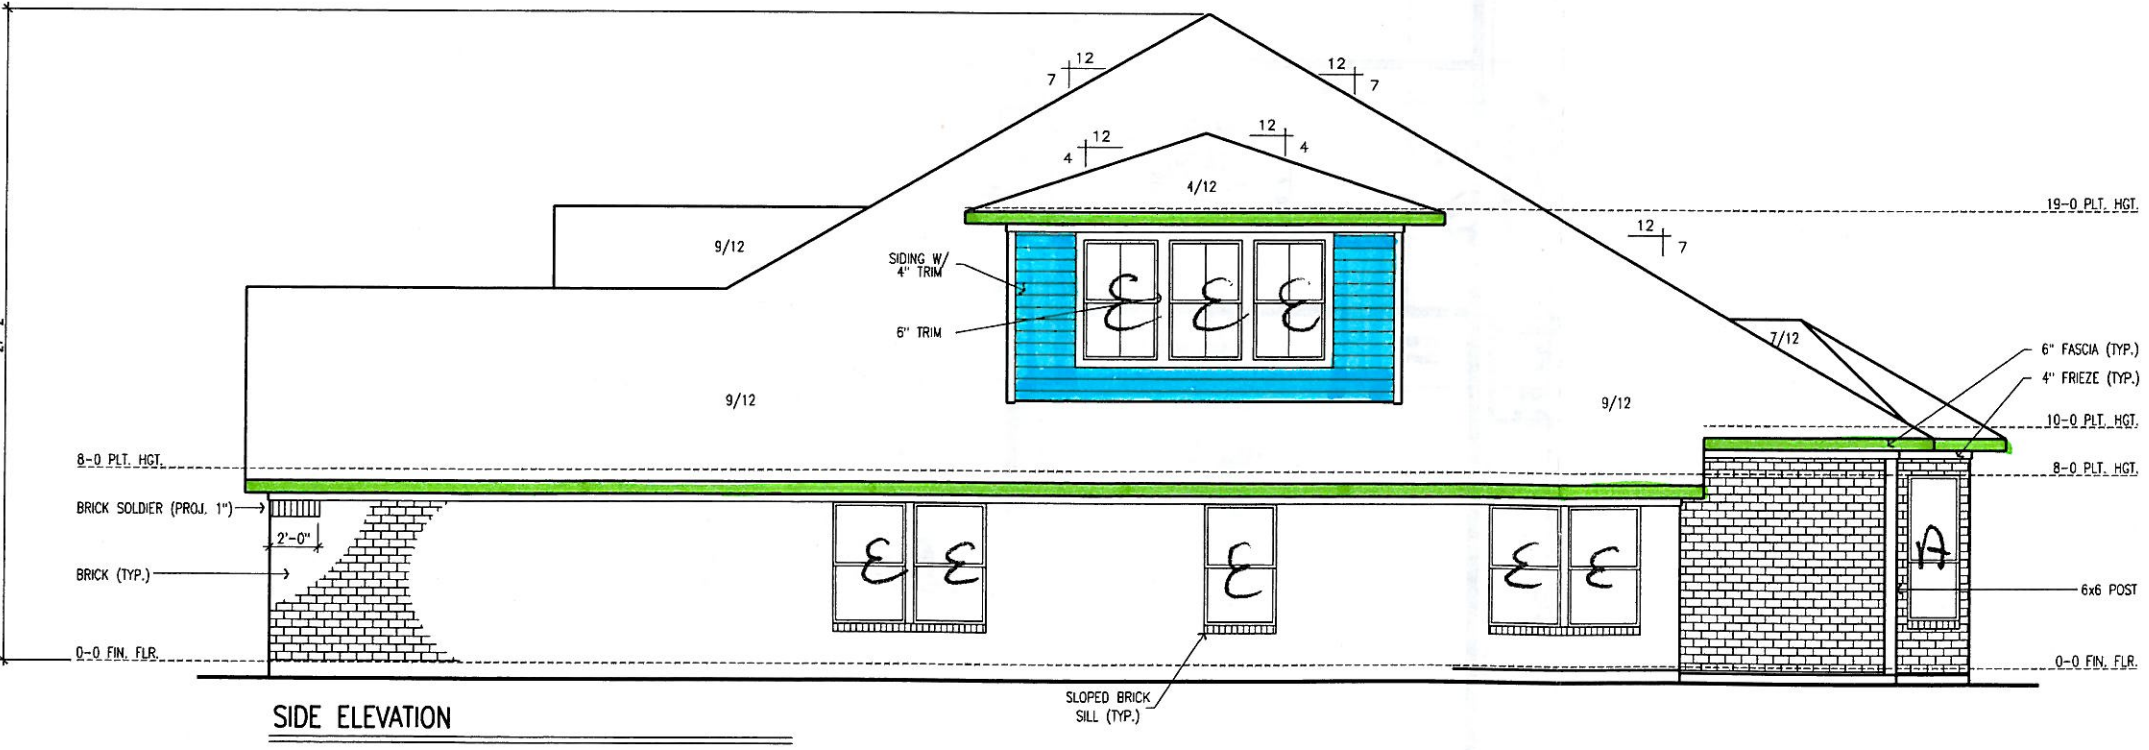 12
7
12
7
12
4
12
4
4/12
19-0 PLT. HGT.
12
7
9/12
SIDING W/
4" TRIM
6" TRIM
E E E
7/12
6" FASCIA (TYP.)
4" FRIEZE (TYP.)
9/12
9/12
10-0 PLT. HGT.
8-0 PLT. HGT.
8-0 PLT. HGT.
BRICK SOLDIER (PROJ. 1")
2'-0"
BRICK (TYP.)
E E E E E
A
6x6 POST
0-0 FIN. FLR.
0-0 FIN. FLR.
SLOPED BRICK
SILL (TYP.)
SIDE ELEVATION